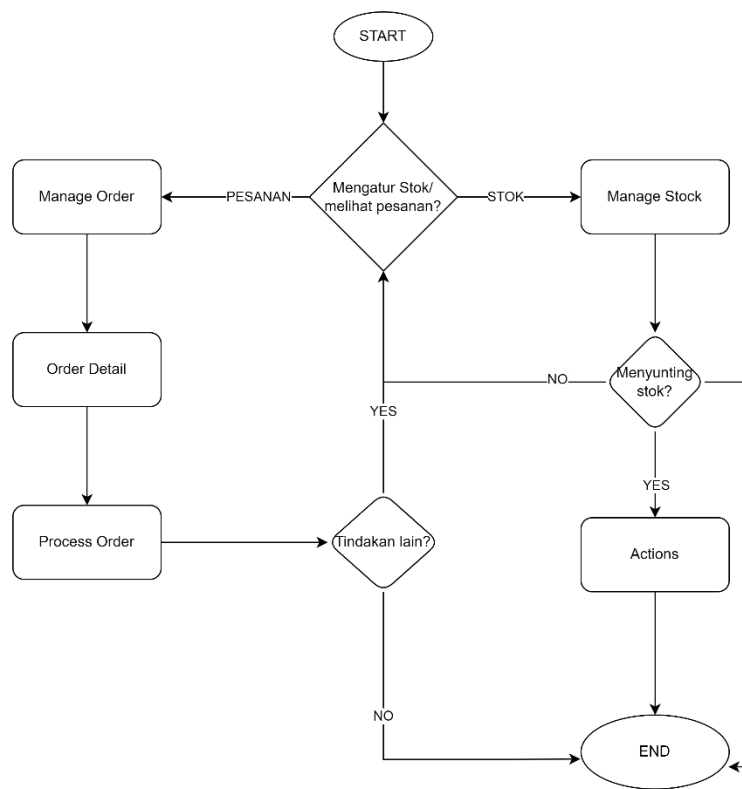 START
Mengatur Stok/
melihat pesanan?
PESANAN
STOK
Manage Order
Manage Stock
Order Detail
Menyunting
stok?
NO
YES
YES
Process Order
Tindakan lain?
Actions
NO
END